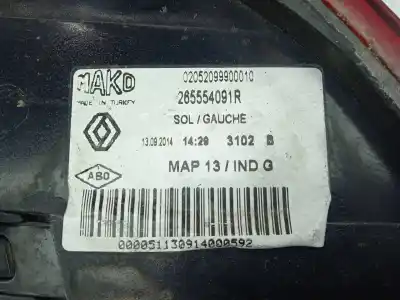 MAKO
MADE IN TURKEY
02052099900010
265554091R
SOL / GAUCHE
13.09.2014 14:29 3102 B
ABO
MAP 13 / IND G
000051130914000592